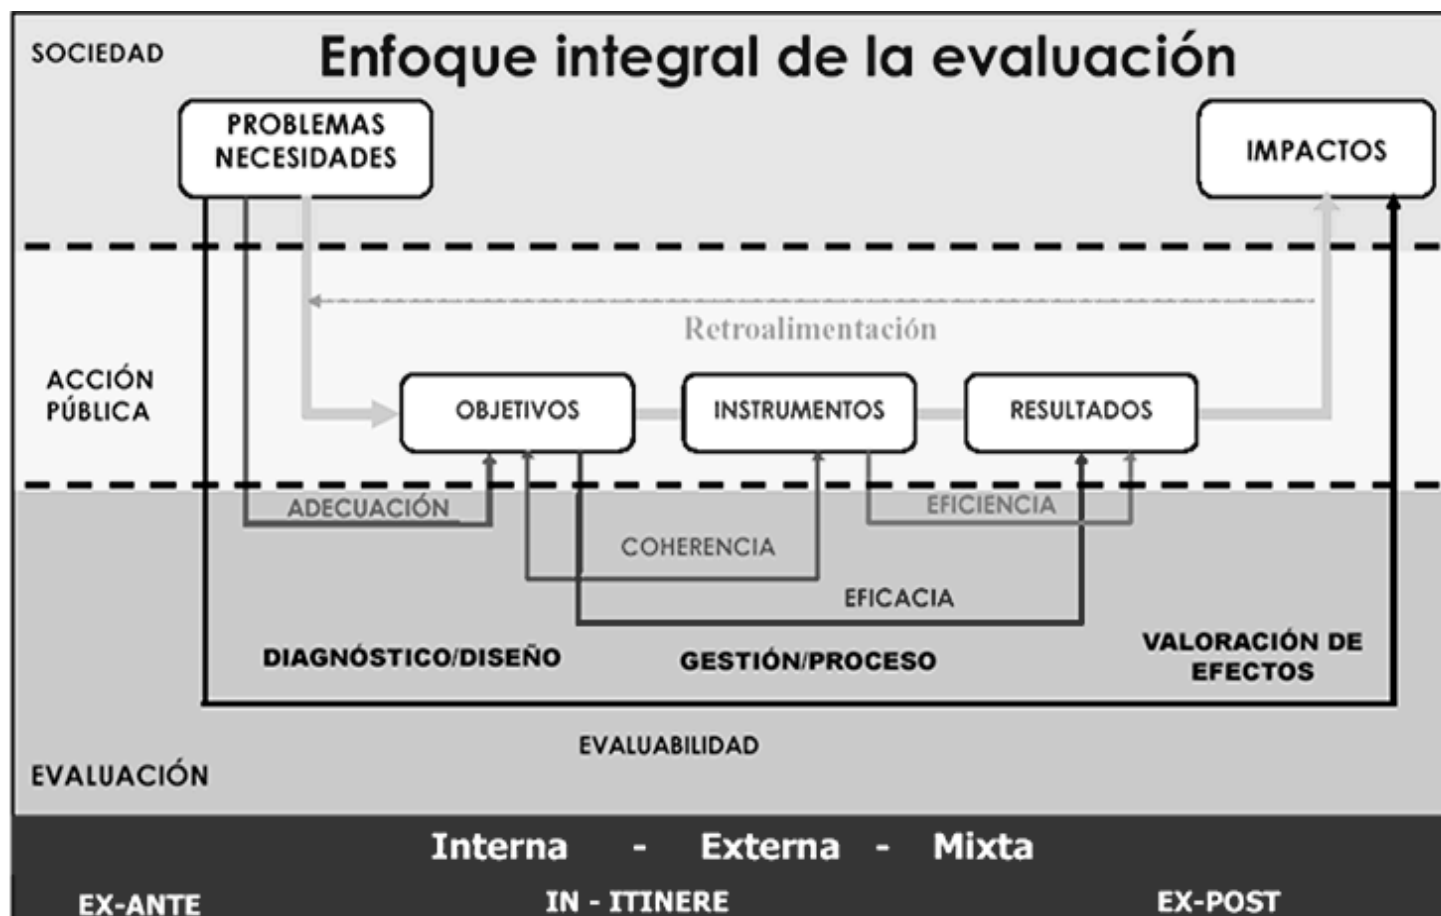 SOCIEDAD
Enfoque integral de la evaluación
PROBLEMAS
NECESIDADES
IMPACTOS
Retroalimentación
ACCIÓN
PÚBLICA
OBJETIVOS
INSTRUMENTOS
RESULTADOS
ADECUACIÓN
EFICIENCIA
COHERENCIA
EFICACIA
DIAGNÓSTICO/DISEÑO
GESTIÓN/PROCESO
VALORACIÓN DE
EFECTOS
EVALUABILIDAD
EVALUACIÓN
Interna - Externa - Mixta
EX-ANTE
IN - ITINERE
EX-POST